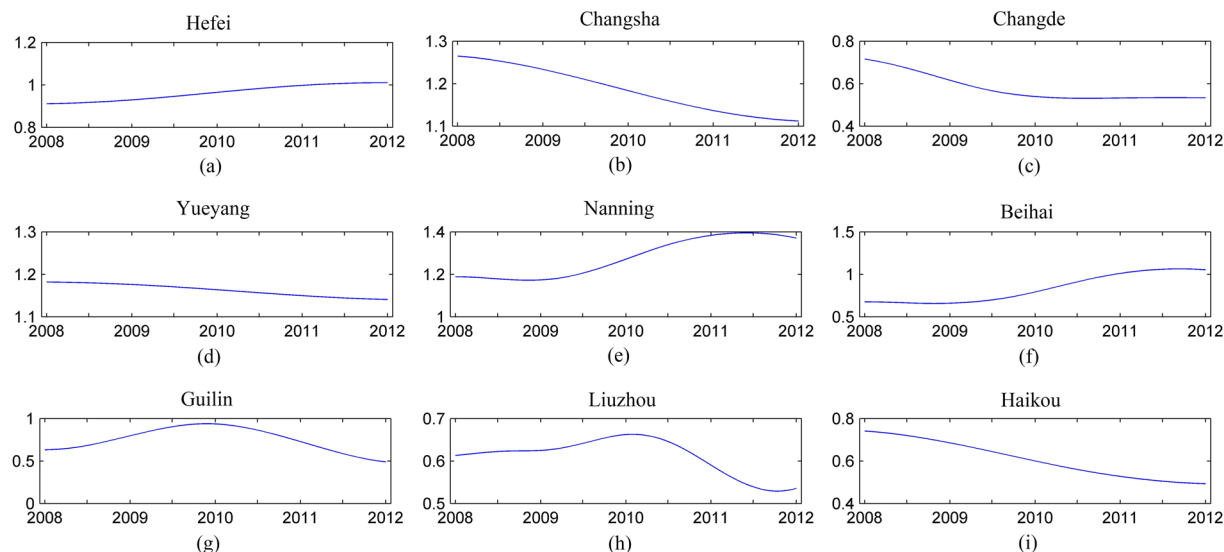 Hefei
1.2
1
0.8
2008 2009 2010 2011 2012
(a)
Changsha
1.3
1.2
1.1
2008 2009 2010 2011 2012
(b)
Changde
0.8
0.6
0.4
2008 2009 2010 2011 2012
(c)
Yueyang
1.3
1.2
1.1
2008 2009 2010 2011 2012
(d)
Nanning
1.4
1.2
1
2008 2009 2010 2011 2012
(e)
Beihai
1.5
1
0.5
2008 2009 2010 2011 2012
(f)
Guilin
1
0.5
0
2008 2009 2010 2011 2012
(g)
Liuzhou
0.7
0.6
0.5
2008 2009 2010 2011 2012
(h)
Haikou
0.8
0.6
0.4
2008 2009 2010 2011 2012
(i)